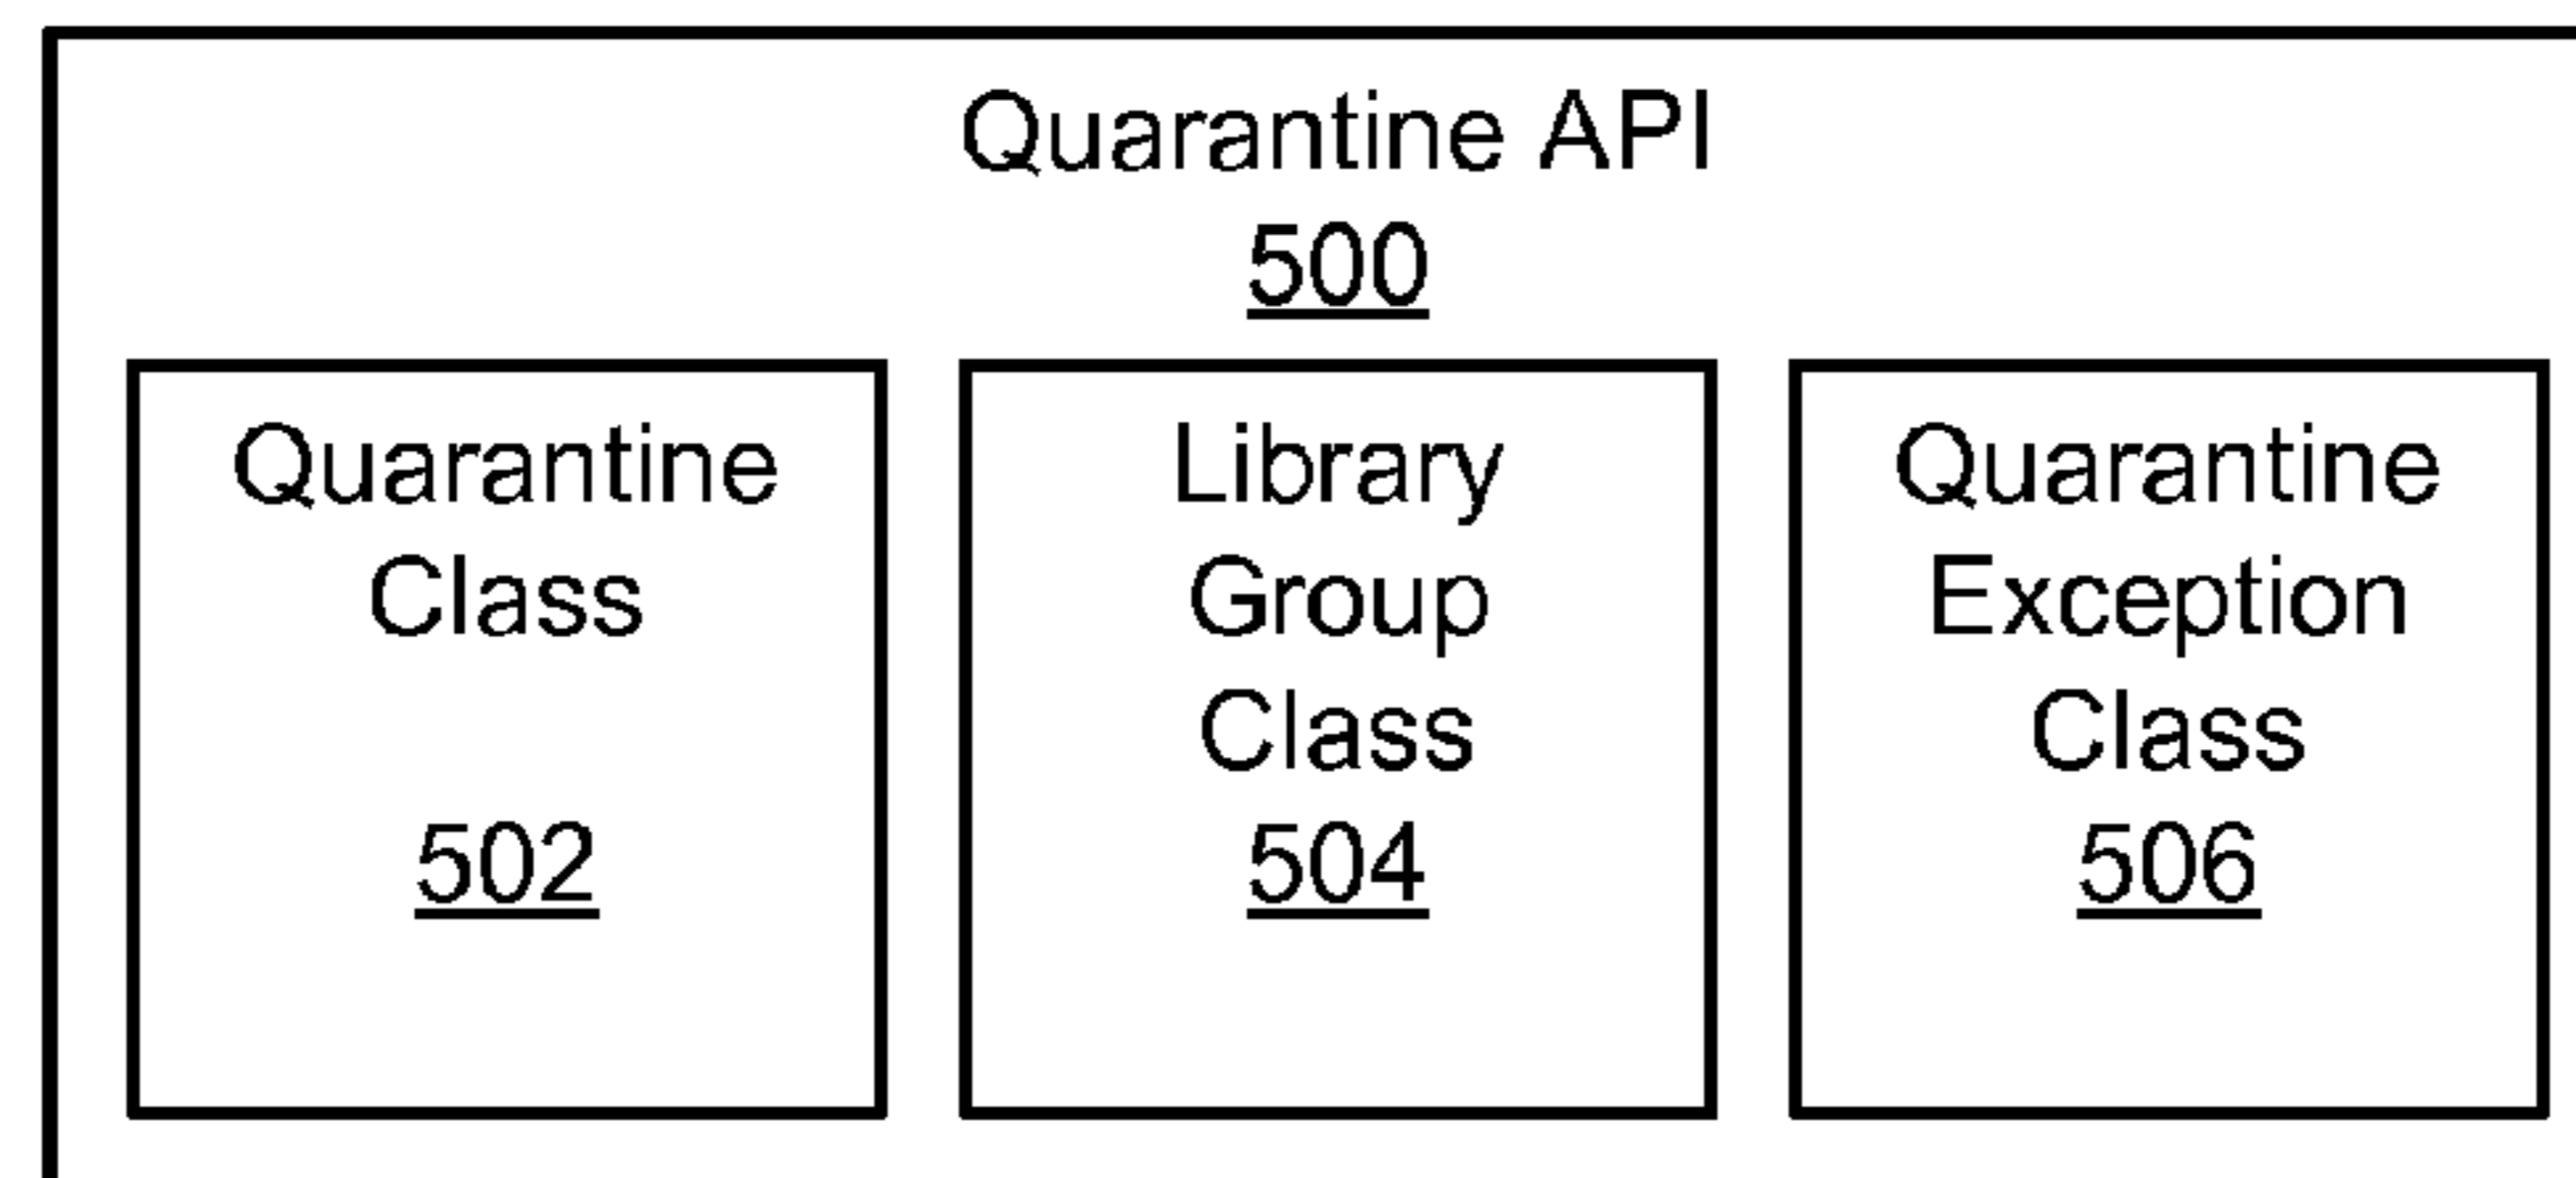 Quarantine API
500
Quarantine
Class
502
Library
Group
Class
504
Quarantine
Exception
Class
506